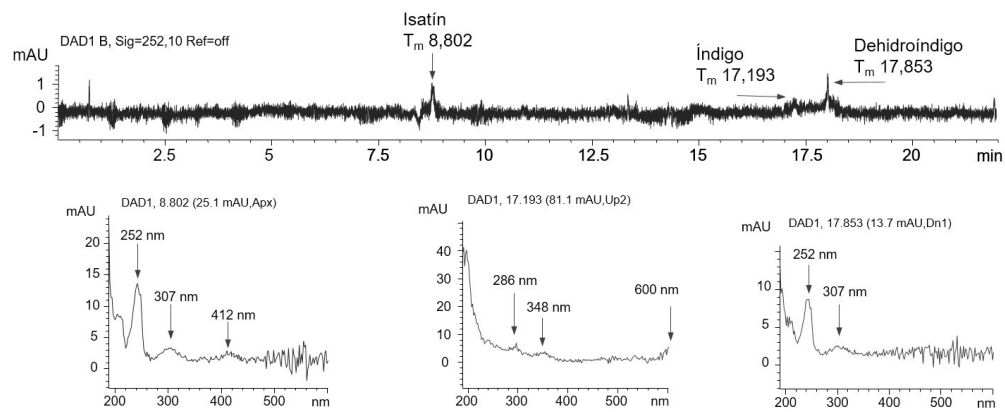 DAD1 B, Sig=252,10 Ref=off
mAU
Isatín
Tm 8,802
Índigo
Tm 17,193
Dehidroíndigo
Tm 17,853
1
0
-1
2.5 5 7.5 10 12.5 15 17.5 20 min
DAD1, 8.802 (25.1 mAU,Apx)
mAU
252 nm
307 nm
412 nm
20
15
10
5
0
200 300 400 500 nm
DAD1, 17.193 (81.1 mAU,Up2)
mAU
286 nm
348 nm
600 nm
40
30
20
10
0
200 300 400 500 nm
DAD1, 17.853 (13.7 mAU,Dn1)
mAU
252 nm
307 nm
10
5
0
200 300 400 500 nm